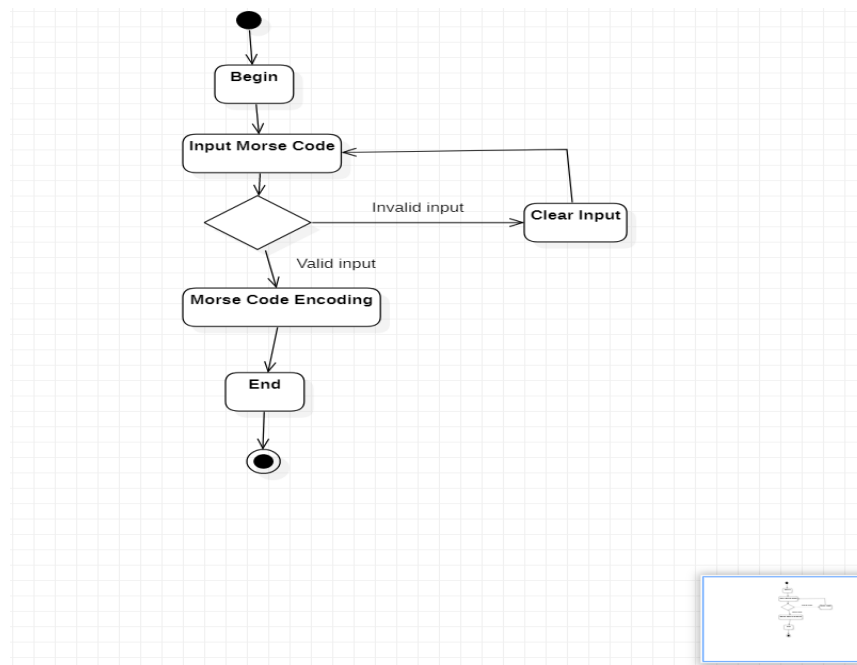 Begin
Input Morse Code
Invalid input
Clear Input
Valid input
Morse Code Encoding
End